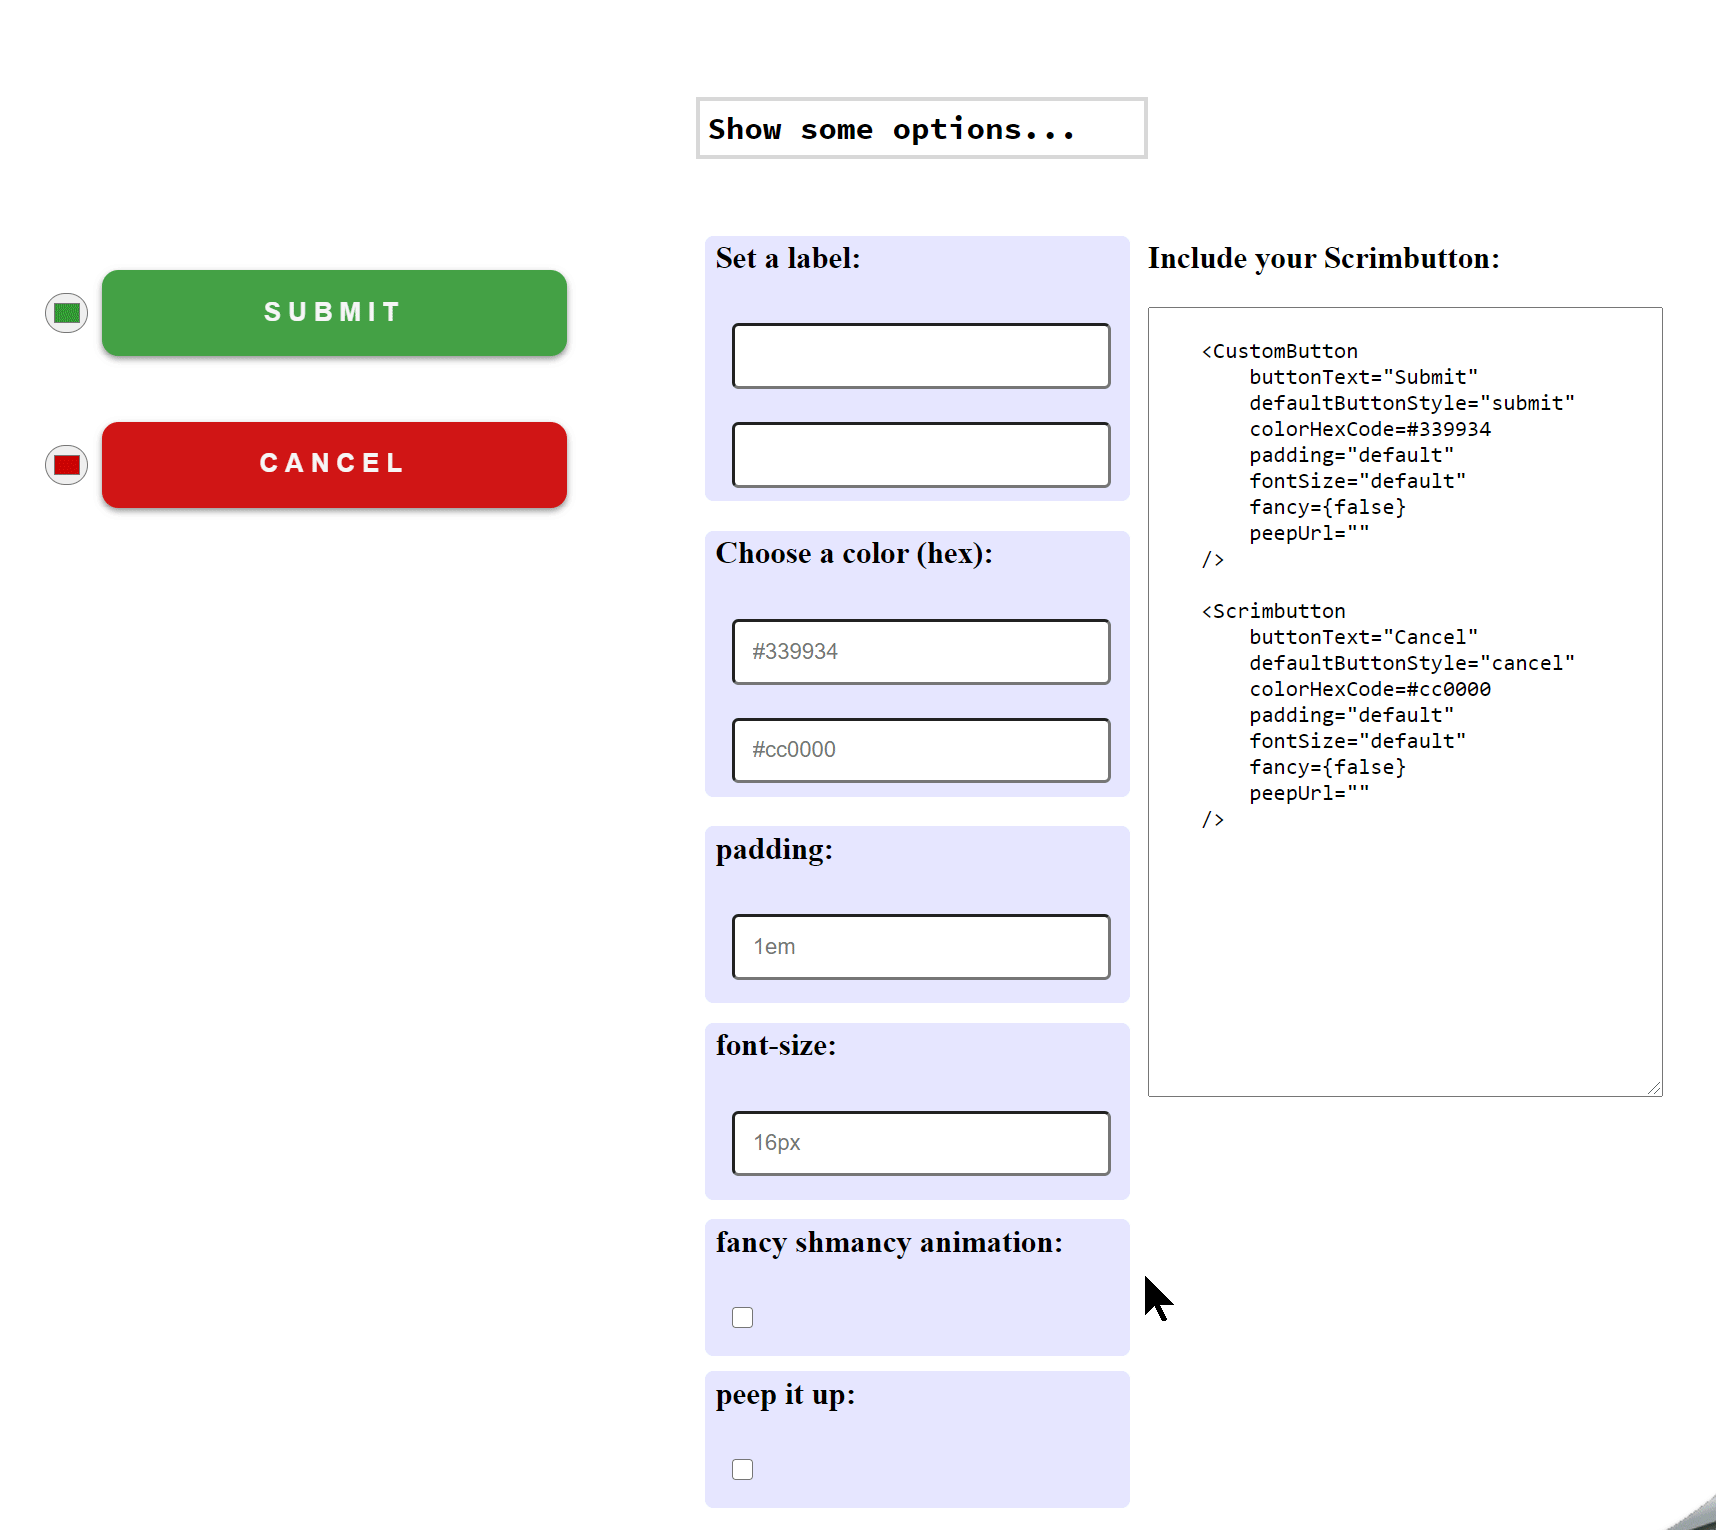 Show some options...
SUBMIT
CANCEL
Set a label:
Choose a color (hex):
#339934
#cc0000
padding:
1em
font-size:
16px
fancy shmancy animation:
peep it up:
Include your Scrimbutton:
<CustomButton
buttonText="Submit"
defaultButtonStyle="submit"
colorHexCode=#339934
padding="default"
fontSize="default"
fancy={false}
peepUrl=""
/>
<Scrimbutton
buttonText="Cancel"
defaultButtonStyle="cancel"
colorHexCode=#cc0000
padding="default"
fontSize="default"
fancy={false}
peepUrl=""
/>